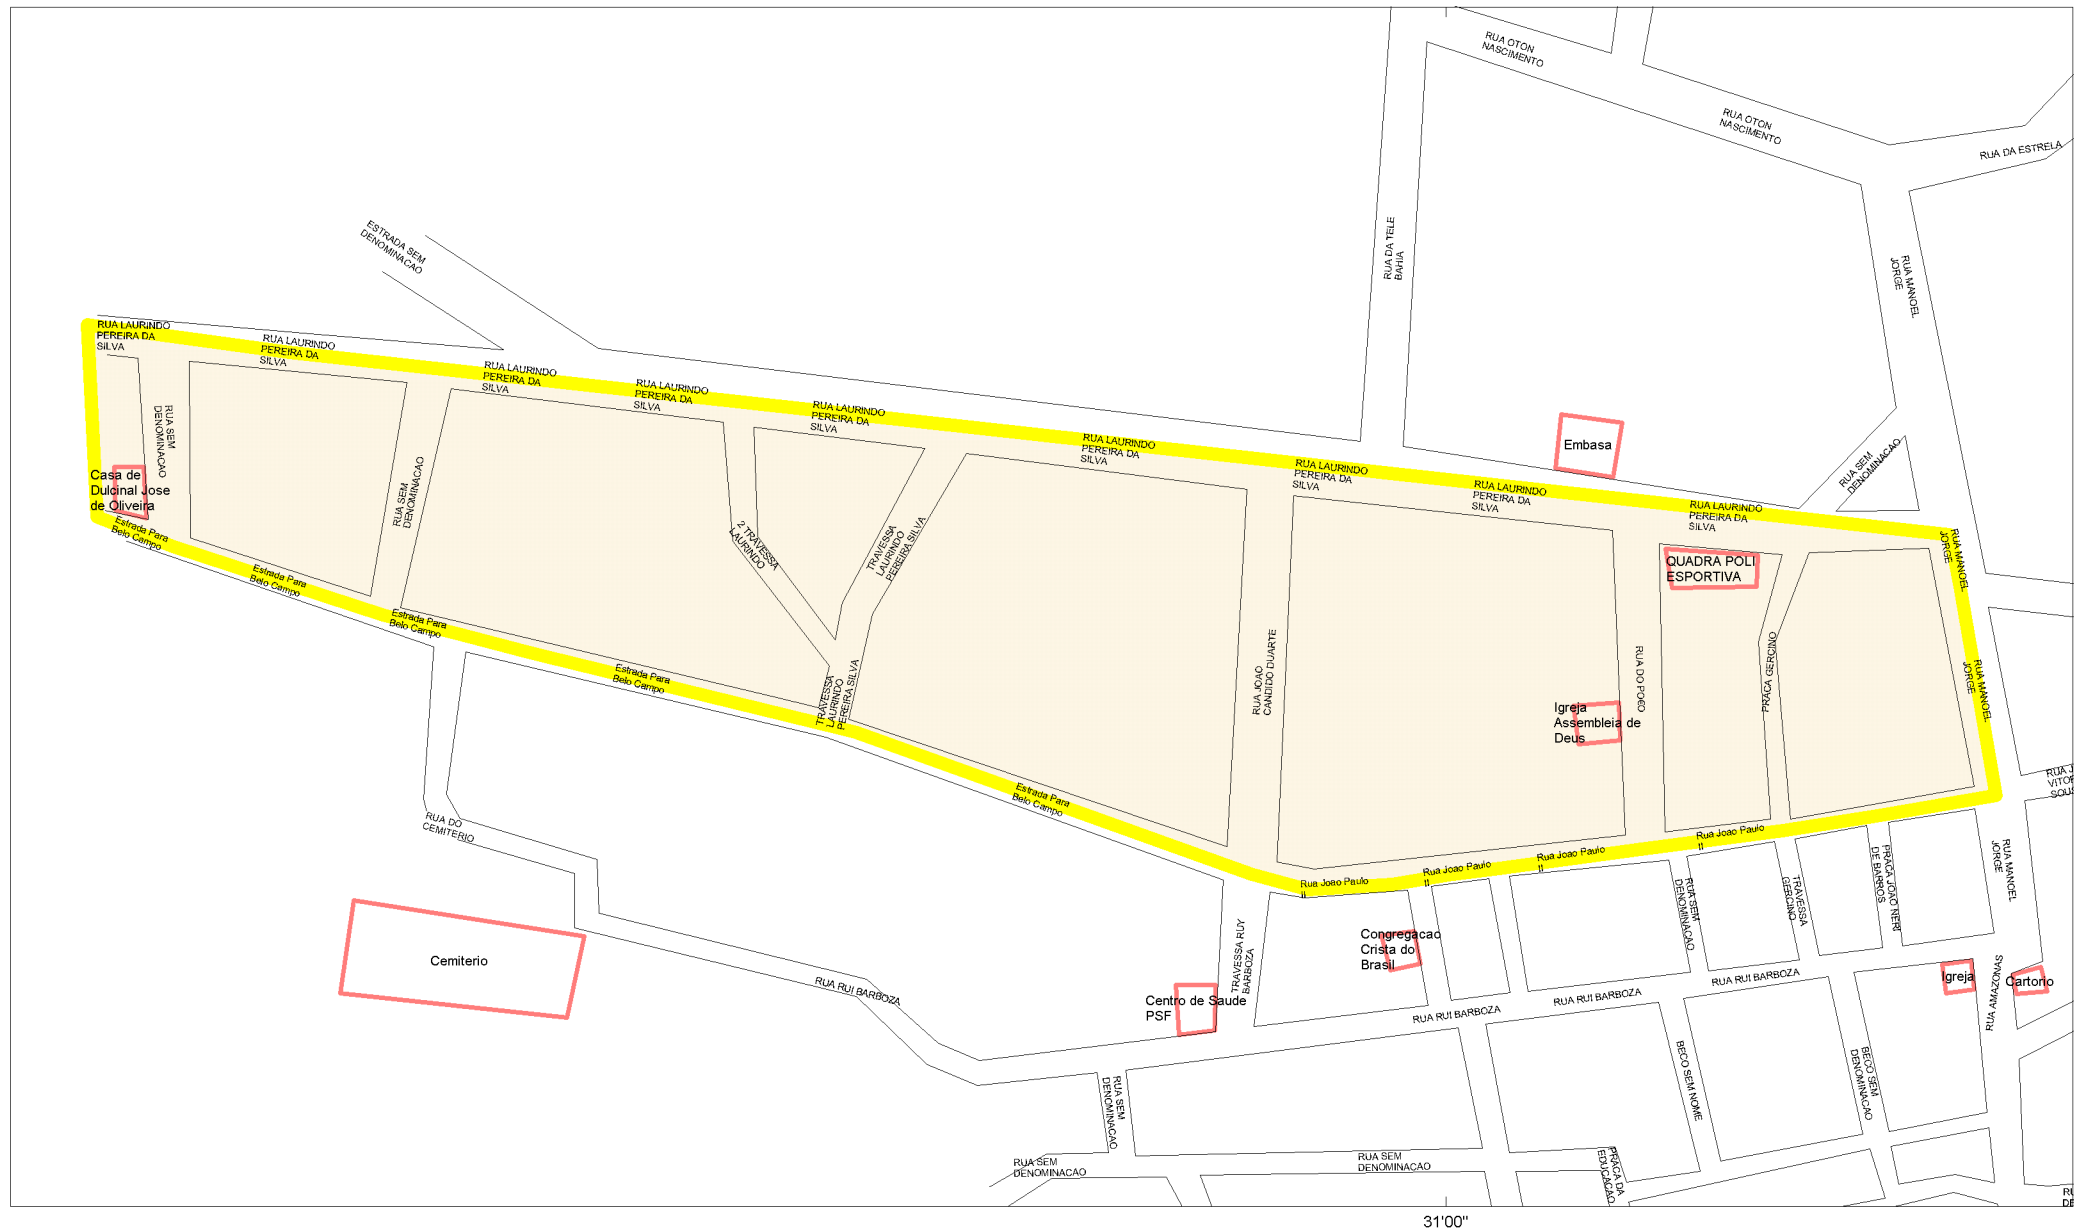 RUA OTON
NASCIMENTO
RUA OTON
NASCIMENTO
RUA DA ESTRELA
ESTRADA SEM
DENOMINACAO
RUA DA TELE
BAHIA
RUA MANOEL
JORGE
RUA LAURINDO
PEREIRA DA
SILVA
RUA LAURINDO
PEREIRA DA
SILVA
RUA LAURINDO
PEREIRA DA
SILVA
RUA LAURINDO
PEREIRA DA
SILVA
RUA LAURINDO
PEREIRA DA
SILVA
RUA LAURINDO
PEREIRA DA
SILVA
RUA LAURINDO
PEREIRA DA
SILVA
RUA LAURINDO
PEREIRA DA
SILVA
RUA LAURINDO
PEREIRA DA
SILVA
Embasa
RUA SEM
DENOMINACAO
RUA SEM
DENOMINACAO
RUA SEM
DENOMINACAO
Casa de
Dulcinal Jose
de Oliveira
2 TRAVESSA
LAURINDO
TRAVESSA
LAURINDO
PEREIRA SILVA
QUADRA POLI
ESPORTIVA
RUA MANOEL
JORGE
Estrada Para
Belo Campo
Estrada Para
Belo Campo
Estrada Para
Belo Campo
Estrada Para
Belo Campo
TRAVESSA
LAURINDO
PEREIRA SILVA
RUA JOAO
CANDIDO DUARTE
RUA DO POCO
PRACA GERCINO
RUA MANOEL
JORGE
Igreja
Assembleia de
Deus
Estrada Para
Belo Campo
RUA DO
CEMITERIO
Rua Joao Paulo
II
Rua Joao Paulo
II
Rua Joao Paulo
II
Rua Joao Paulo
II
RUA SEM
DENOMINACAO
TRAVESSA
GERCINO
PRACA JOAO NERI
DE BARROS
RUA MANOEL
JORGE
Cemiterio
RUA RUI BARBOZA
TRAVESSA RUY
BARBOZA
Congregacao
Crista do
Brasil
Centro de Saude
PSF
RUA RUI BARBOZA
RUA RUI BARBOZA
RUA RUI BARBOZA
Igreja
RUA AMAZONAS
Cartorio
RUA SEM
DENOMINACAO
BECO SEM NOME
BECO SEM
DENOMINACAO
RUA SEM
DENOMINACAO
RUA SEM
DENOMINACAO
PRACA DA
EDUCACAO
31'00"